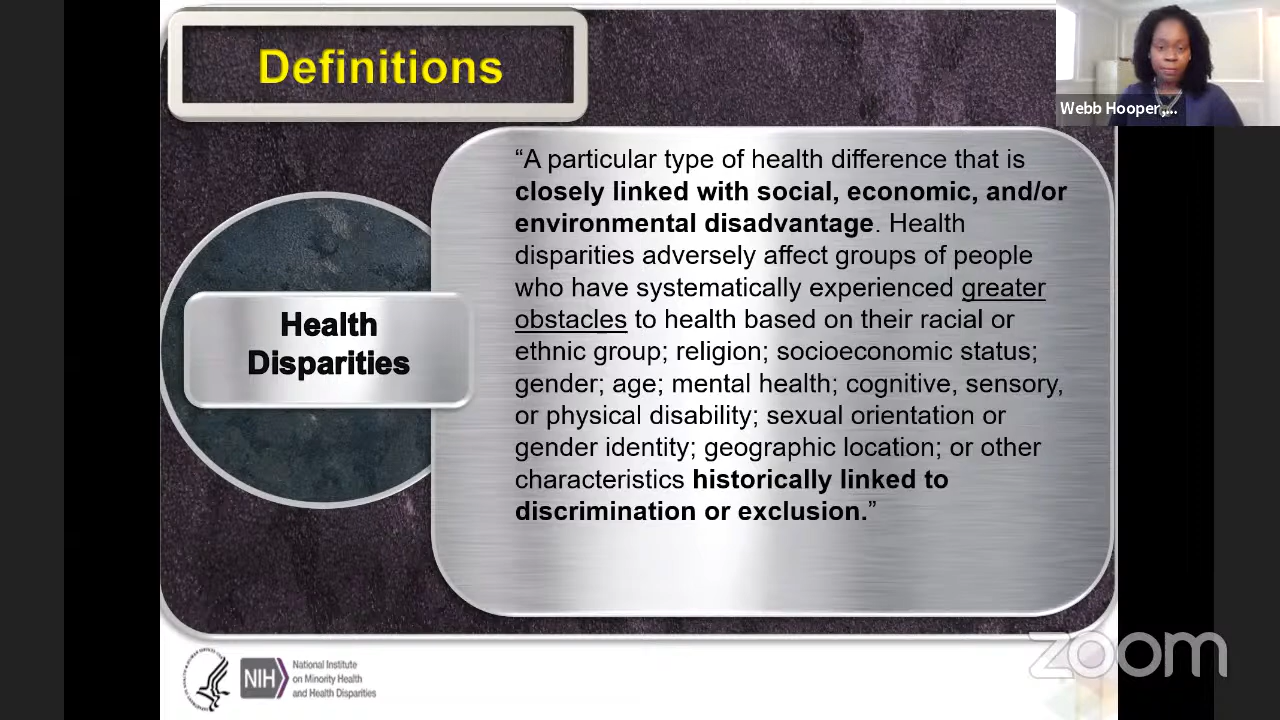 Definitions
Webb Hooper,...
“A particular type of health difference that is
closely linked with social, economic, and/or
environmental disadvantage. Health
disparities adversely affect groups of people
who have systematically experienced greater
obstacles to health based on their racial or
ethnic group; religion; socioeconomic status;
gender; age; mental health; cognitive, sensory,
or physical disability; sexual orientation or
gender identity; geographic location; or other
characteristics historically linked to
discrimination or exclusion.”
Health
Disparities
NIH
National Institute
on Minority Health
and Health Disparities
zoom